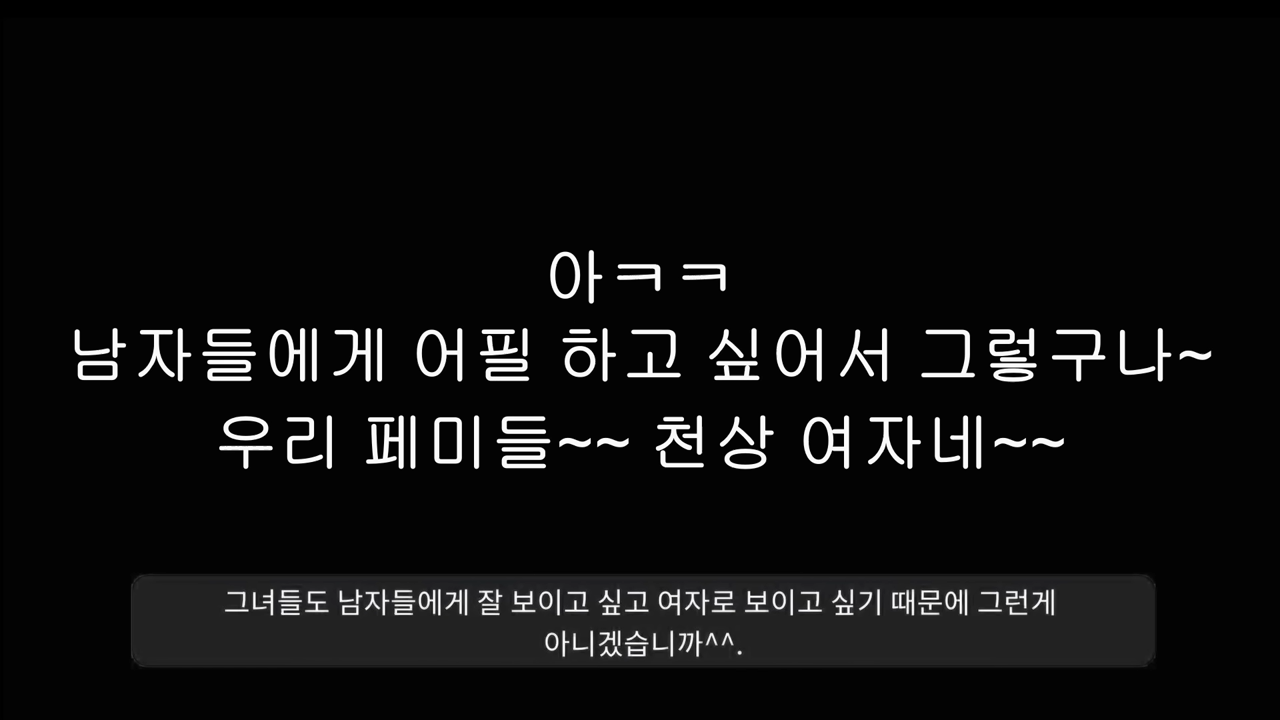 아ㅋㅋ
남자들에게 어필 하고 싶어서 그렇구나~
우리 페미들~~ 천상 여자네~~
그녀들도 남자들에게 잘 보이고 싶고 여자로 보이고 싶기 때문에 그런게
아니겠습니까^^.